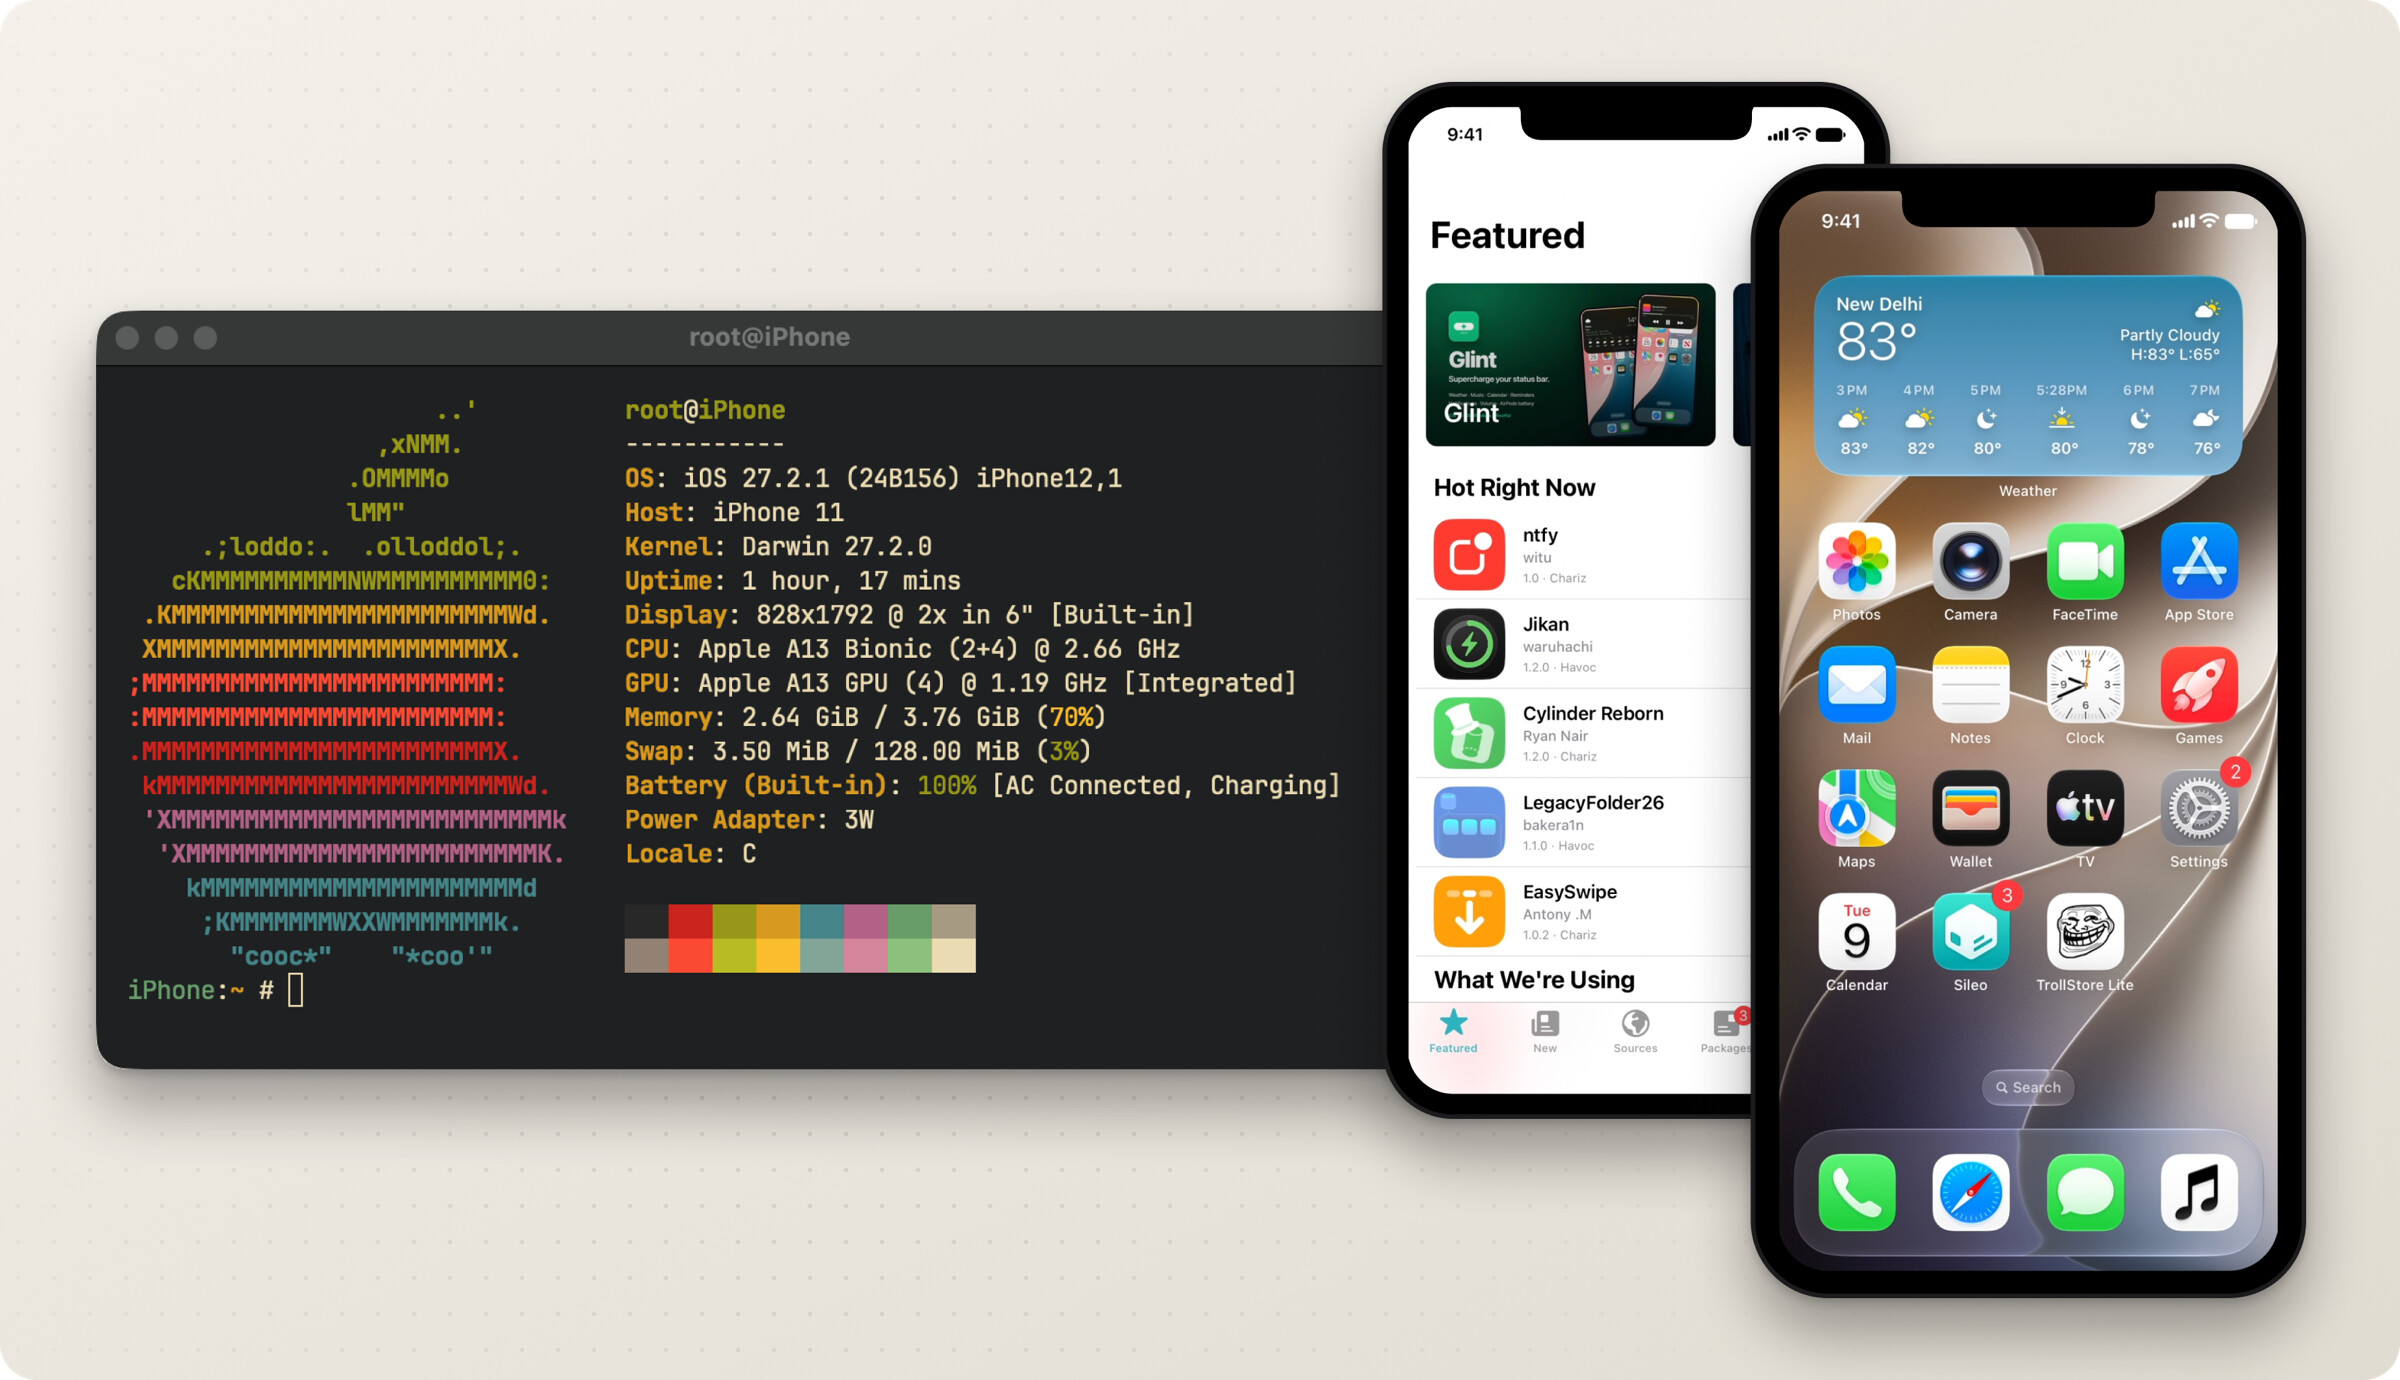 root@iPhone
..'
,xNMM.
.OMMMMo
lMM"
.;loddo:.  .olloddol;.
cKMMMMMMMMMMNWMMMMMMMMMM0:
.KMMMMMMMMMMMMMMMMMMMMMMMWd.
XMMMMMMMMMMMMMMMMMMMMMMMX.
;MMMMMMMMMMMMMMMMMMMMMMMM:
:MMMMMMMMMMMMMMMMMMMMMMMM:
.MMMMMMMMMMMMMMMMMMMMMMMMX.
kMMMMMMMMMMMMMMMMMMMMMMMMWd.
'XMMMMMMMMMMMMMMMMMMMMMMMMMMk
'XMMMMMMMMMMMMMMMMMMMMMMMMK.
kMMMMMMMMMMMMMMMMMMMMMMd
;KMMMMMMMWXXWMMMMMMMk.
"cooc*"    "*coo'"
root@iPhone
-----------
OS: iOS 27.2.1 (24B156) iPhone12,1
Host: iPhone 11
Kernel: Darwin 27.2.0
Uptime: 1 hour, 17 mins
Display: 828x1792 @ 2x in 6" [Built-in]
CPU: Apple A13 Bionic (2+4) @ 2.66 GHz
GPU: Apple A13 GPU (4) @ 1.19 GHz [Integrated]
Memory: 2.64 GiB / 3.76 GiB (70%)
Swap: 3.50 MiB / 128.00 MiB (3%)
Battery (Built-in): 100% [AC Connected, Charging]
Power Adapter: 3W
Locale: C
iPhone:~ #
9:41
Featured
Glint
Supercharge your status bar.
Glint
Hot Right Now
ntfy
witu
1.0 · Chariz
Jikan
waruhachi
1.2.0 · Havoc
Cylinder Reborn
Ryan Nair
1.2.0 · Chariz
LegacyFolder26
bakera1n
1.1.0 · Havoc
EasySwipe
Antony .M
1.0.2 · Chariz
What We're Using
3
Featured New Sources Packages
9:41
New Delhi
83°
Partly Cloudy
H:83° L:65°
3PM 4PM 5PM 5:28PM 6PM 7PM
83° 82° 80° 80° 78° 76°
Weather
Photos Camera FaceTime App Store
12
9 3
6
Mail Notes Clock Games
tv
2
Maps Wallet TV Settings
Tue
9
3
Calendar Sileo TrollStore Lite
Search